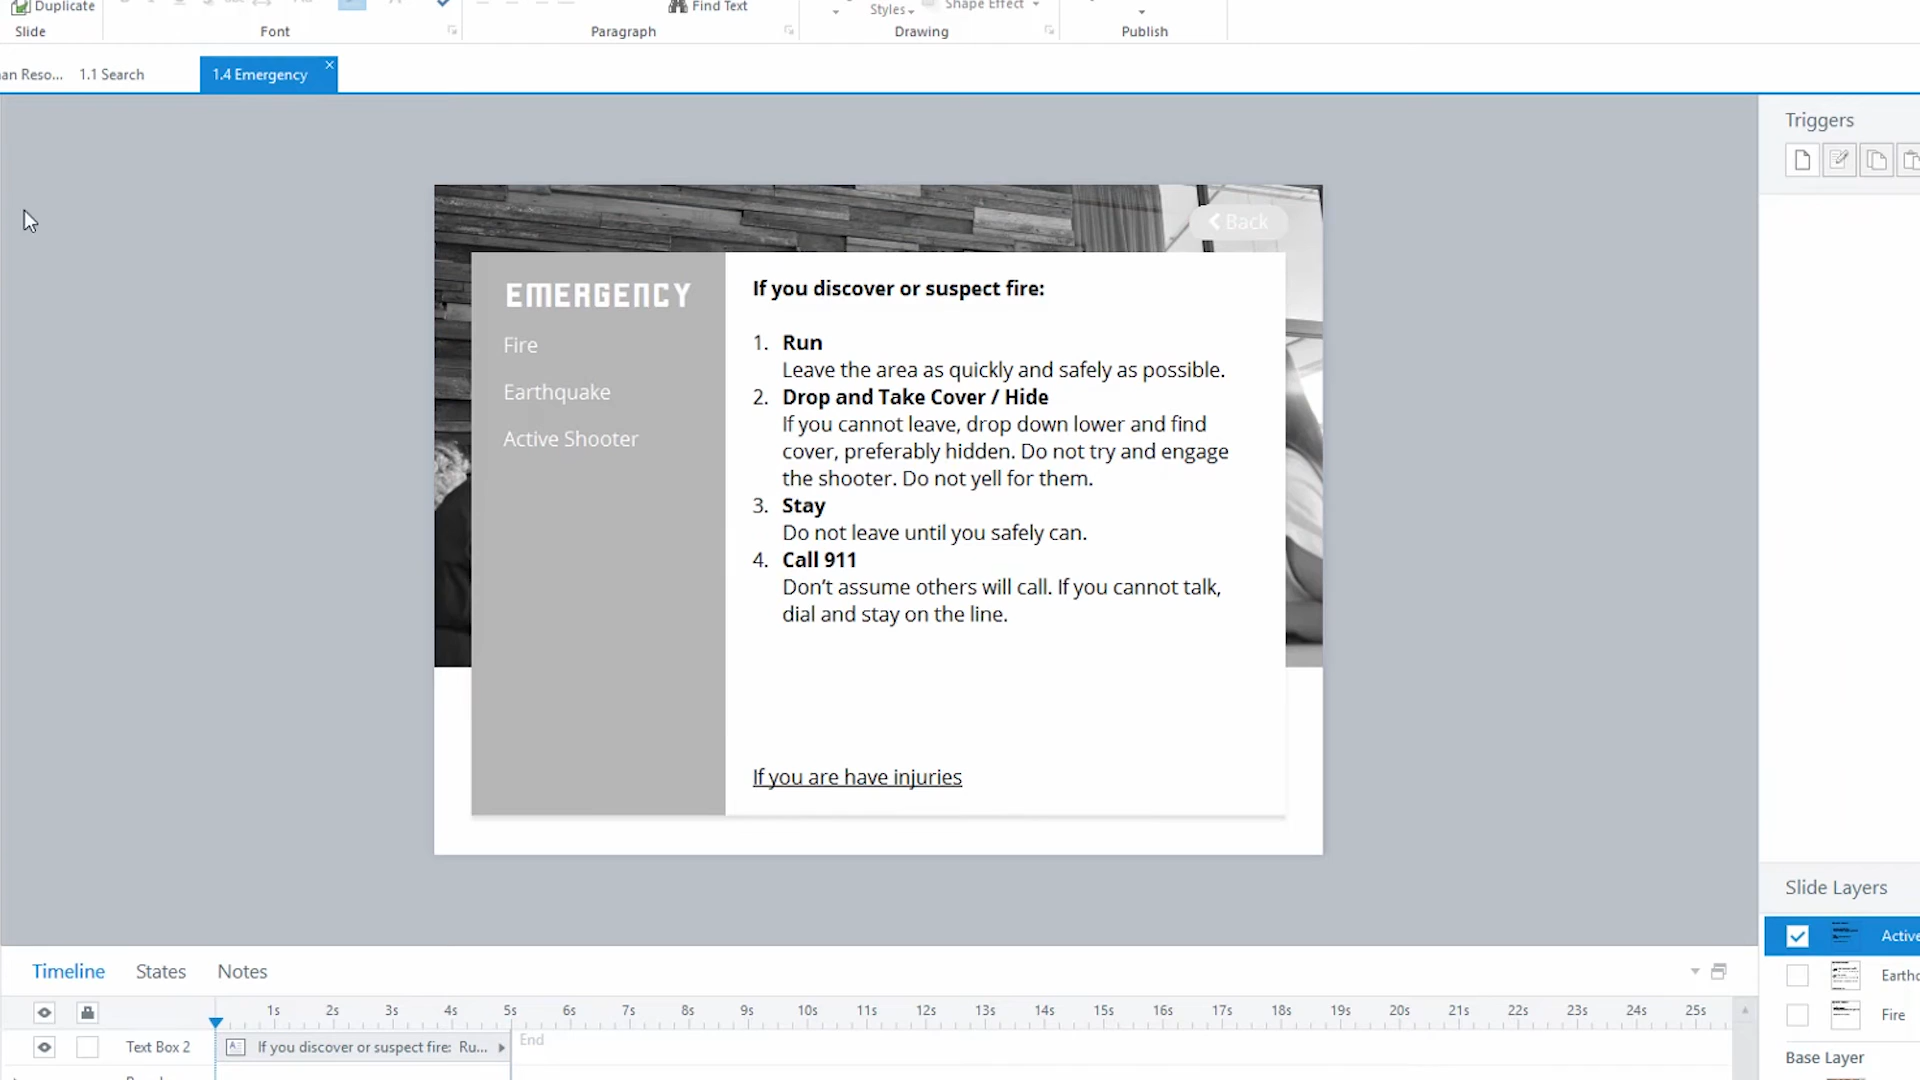 Duplicate
Find Text
Styles
Shape Effect
Slide
Font
Paragraph
Drawing
Publish
an Reso...
1.1 Search
1.4 Emergency
Triggers
Back
EMERGENCY
Fire
Earthquake
Active Shooter
If you discover or suspect fire:
1. Run
Leave the area as quickly and safely as possible.
2. Drop and Take Cover / Hide
If you cannot leave, drop down lower and find
cover, preferably hidden. Do not try and engage
the shooter. Do not yell for them.
3. Stay
Do not leave until you safely can.
4. Call 911
Don't assume others will call. If you cannot talk,
dial and stay on the line.
If you are have injuries
Slide Layers
Active
Earthq
Fire
Base Layer
Timeline
States
Notes
1s 2s 3s 4s 5s 6s 7s 8s 9s 10s 11s 12s 13s 14s 15s 16s 17s 18s 19s 20s 21s 22s 23s 24s 25s
Text Box 2
If you discover or suspect fire: Ru...
End